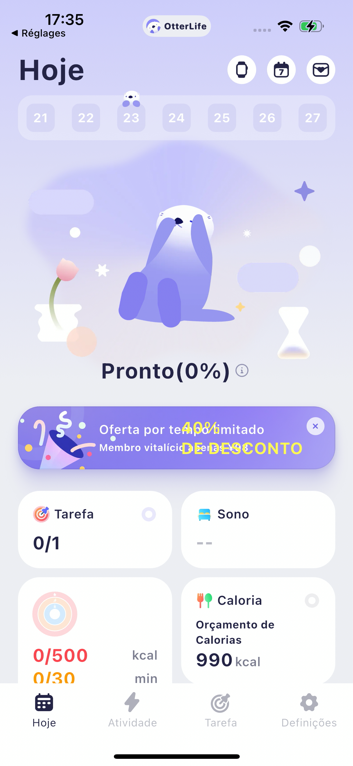 17:35
OtterLife
◀ Réglages
Hoje
7
21 22 23 24 25 26 27
Pronto(0%)
Oferta por tempo limitado
40%
DE DESCONTO
Membro vitalício apenas
Tarefa
0/1
Sono
--
0/500 kcal
0/30 min
Caloria
Orçamento de
Calorias
990 kcal
Hoje Atividade Tarefa Definições